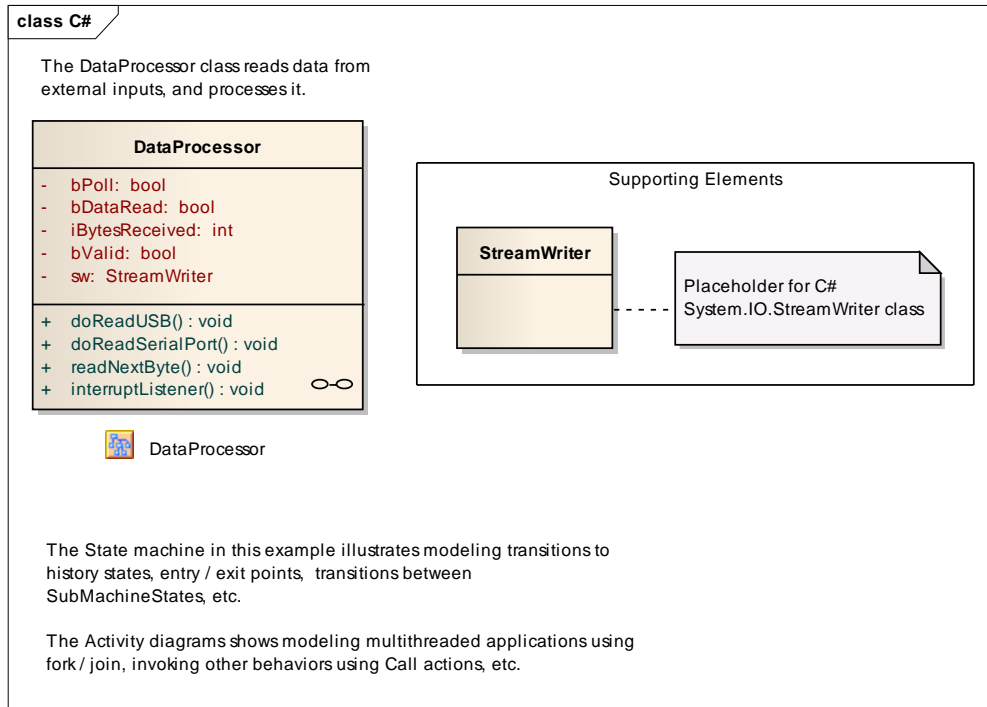 class C#
The DataProcessor class reads data from
external inputs, and processes it.
DataProcessor
- bPoll: bool
- bDataRead: bool
- iBytesReceived: int
- bValid: bool
- sw: StreamWriter
+ doReadUSB() : void
+ doReadSerialPort() : void
+ readNextByte() : void
+ interruptListener() : void
DataProcessor
Supporting Elements
StreamWriter
Placeholder for C#
System.IO.StreamWriter class
The State machine in this example illustrates modeling transitions to
history states, entry / exit points, transitions between
SubMachineStates, etc.
The Activity diagrams shows modeling multithreaded applications using
fork / join, invoking other behaviors using Call actions, etc.